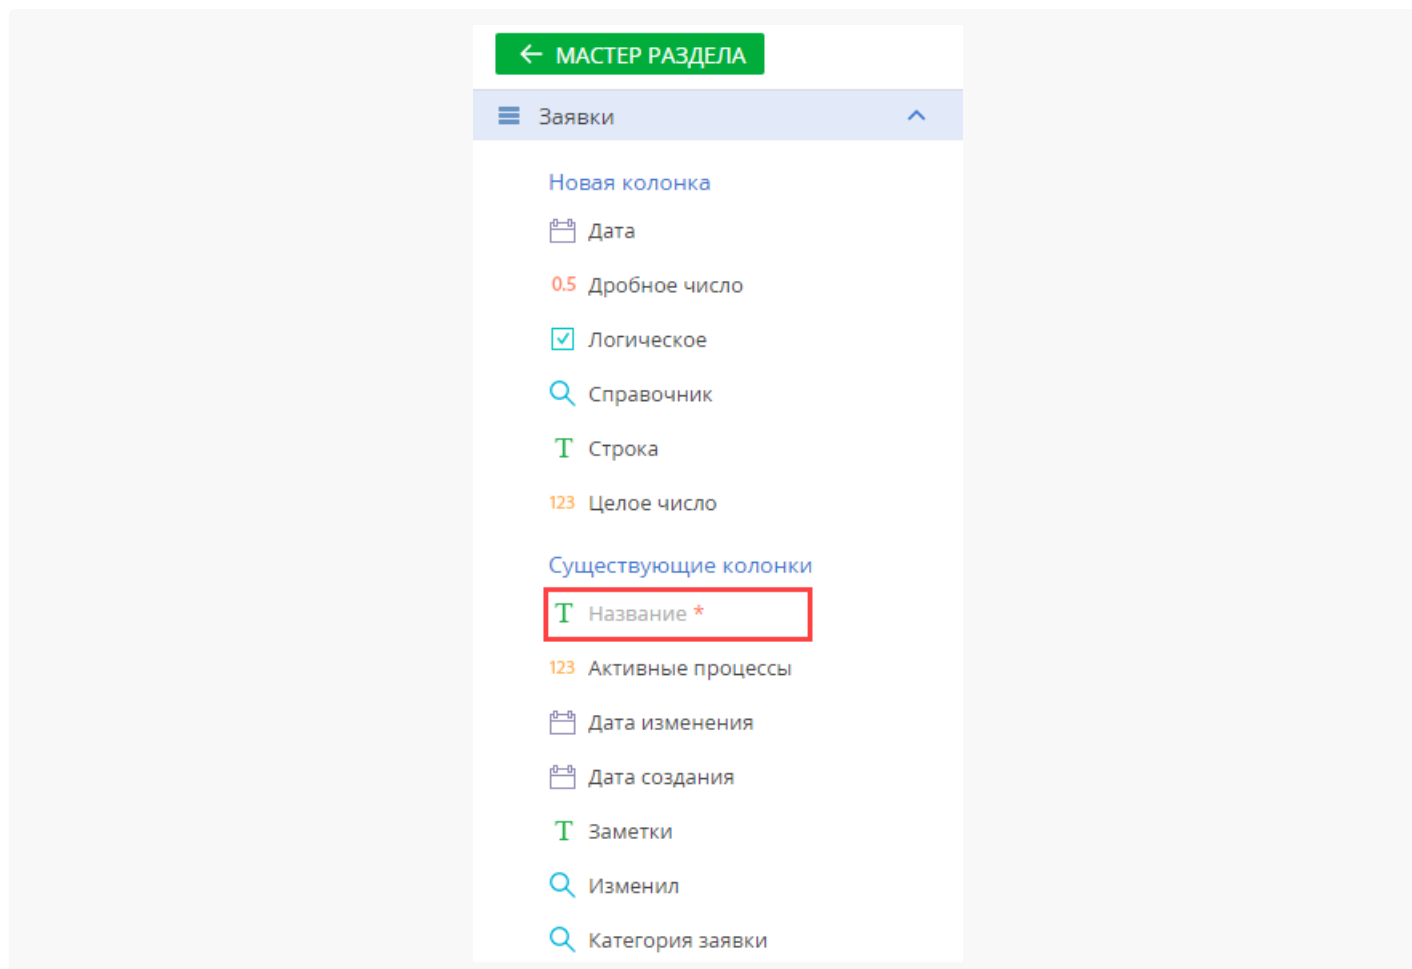 ← МАСТЕР РАЗДЕЛА
Заявки
Новая колонка
Дата
0.5 Дробное число
Логическое
Справочник
T Строка
123 Целое число
Существующие колонки
T Название *
123 Активные процессы
Дата изменения
Дата создания
T Заметки
Изменил
Категория заявки